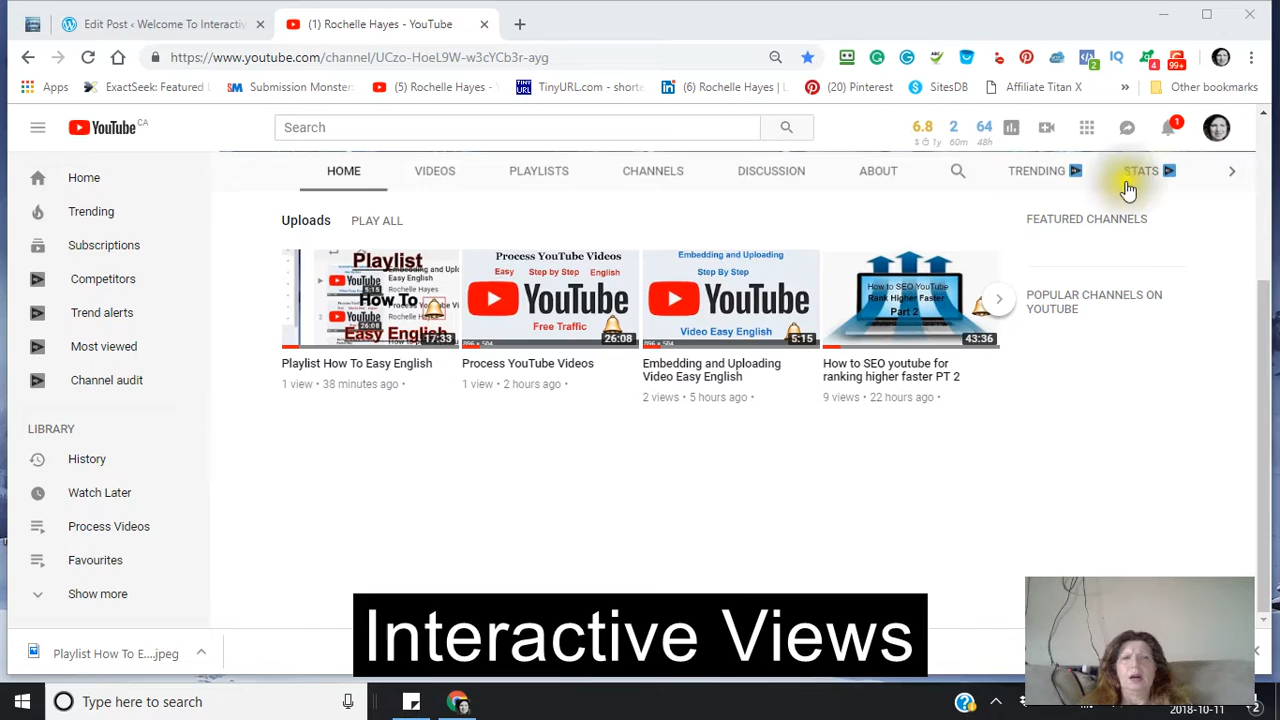 Edit Post ‹ Welcome To Interactiv
(1) Rochelle Hayes - YouTube
https://www.youtube.com/channel/UCzo-HoeL9W-w3cYCb3r-ayg
2
4
99+
Apps
ExactSeek: Featured L
Submission Monster
(5) Rochelle Hayes -
TinyURL.com - shorte
(6) Rochelle Hayes | L
(20) Pinterest
SitesDB
Affiliate Titan X
Other bookmarks
YouTube CA
Search
6.8 2 64
1y 60m 48h
1
HOME VIDEOS PLAYLISTS CHANNELS DISCUSSION ABOUT TRENDING STATS
Home
Trending
Subscriptions
Competitors
Trend alerts
Most viewed
Channel audit
LIBRARY
History
Watch Later
Process Videos
Favourites
Show more
Uploads PLAY ALL
Playlist
How To
Easy English
17:33
Playlist How To Easy English
1 view • 38 minutes ago •
Process YouTube Videos
Easy Step by Step English
YouTube
Free Traffic
26:08
Process YouTube Videos
1 view • 2 hours ago •
Embedding and Uploading
Step By Step
YouTube
Video Easy English
5:15
Embedding and Uploading
Video Easy English
2 views • 5 hours ago •
How to SEO YouTube
Rank Higher Faster
Part 2
43:36
How to SEO youtube for
ranking higher faster PT 2
9 views • 22 hours ago •
FEATURED CHANNELS
POPULAR CHANNELS ON
YOUTUBE
Interactive Views
Playlist How To E....jpeg
Type here to search
2018-10-11
2